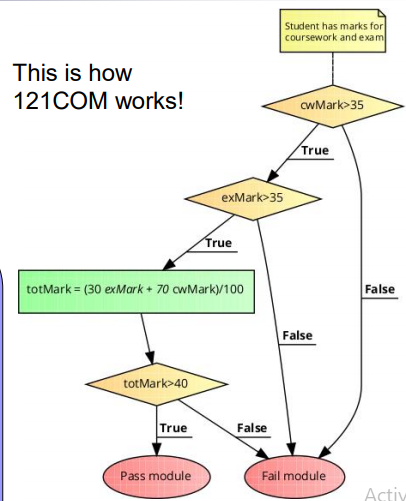 Student has marks for
coursework and exam
This is how
121COM works!
cwMark>35
True
exMark>35
True
totMark = (30 exMark + 70 cwMark)/100
False
False
totMark>40
True
False
Pass module
Fail module
Activ